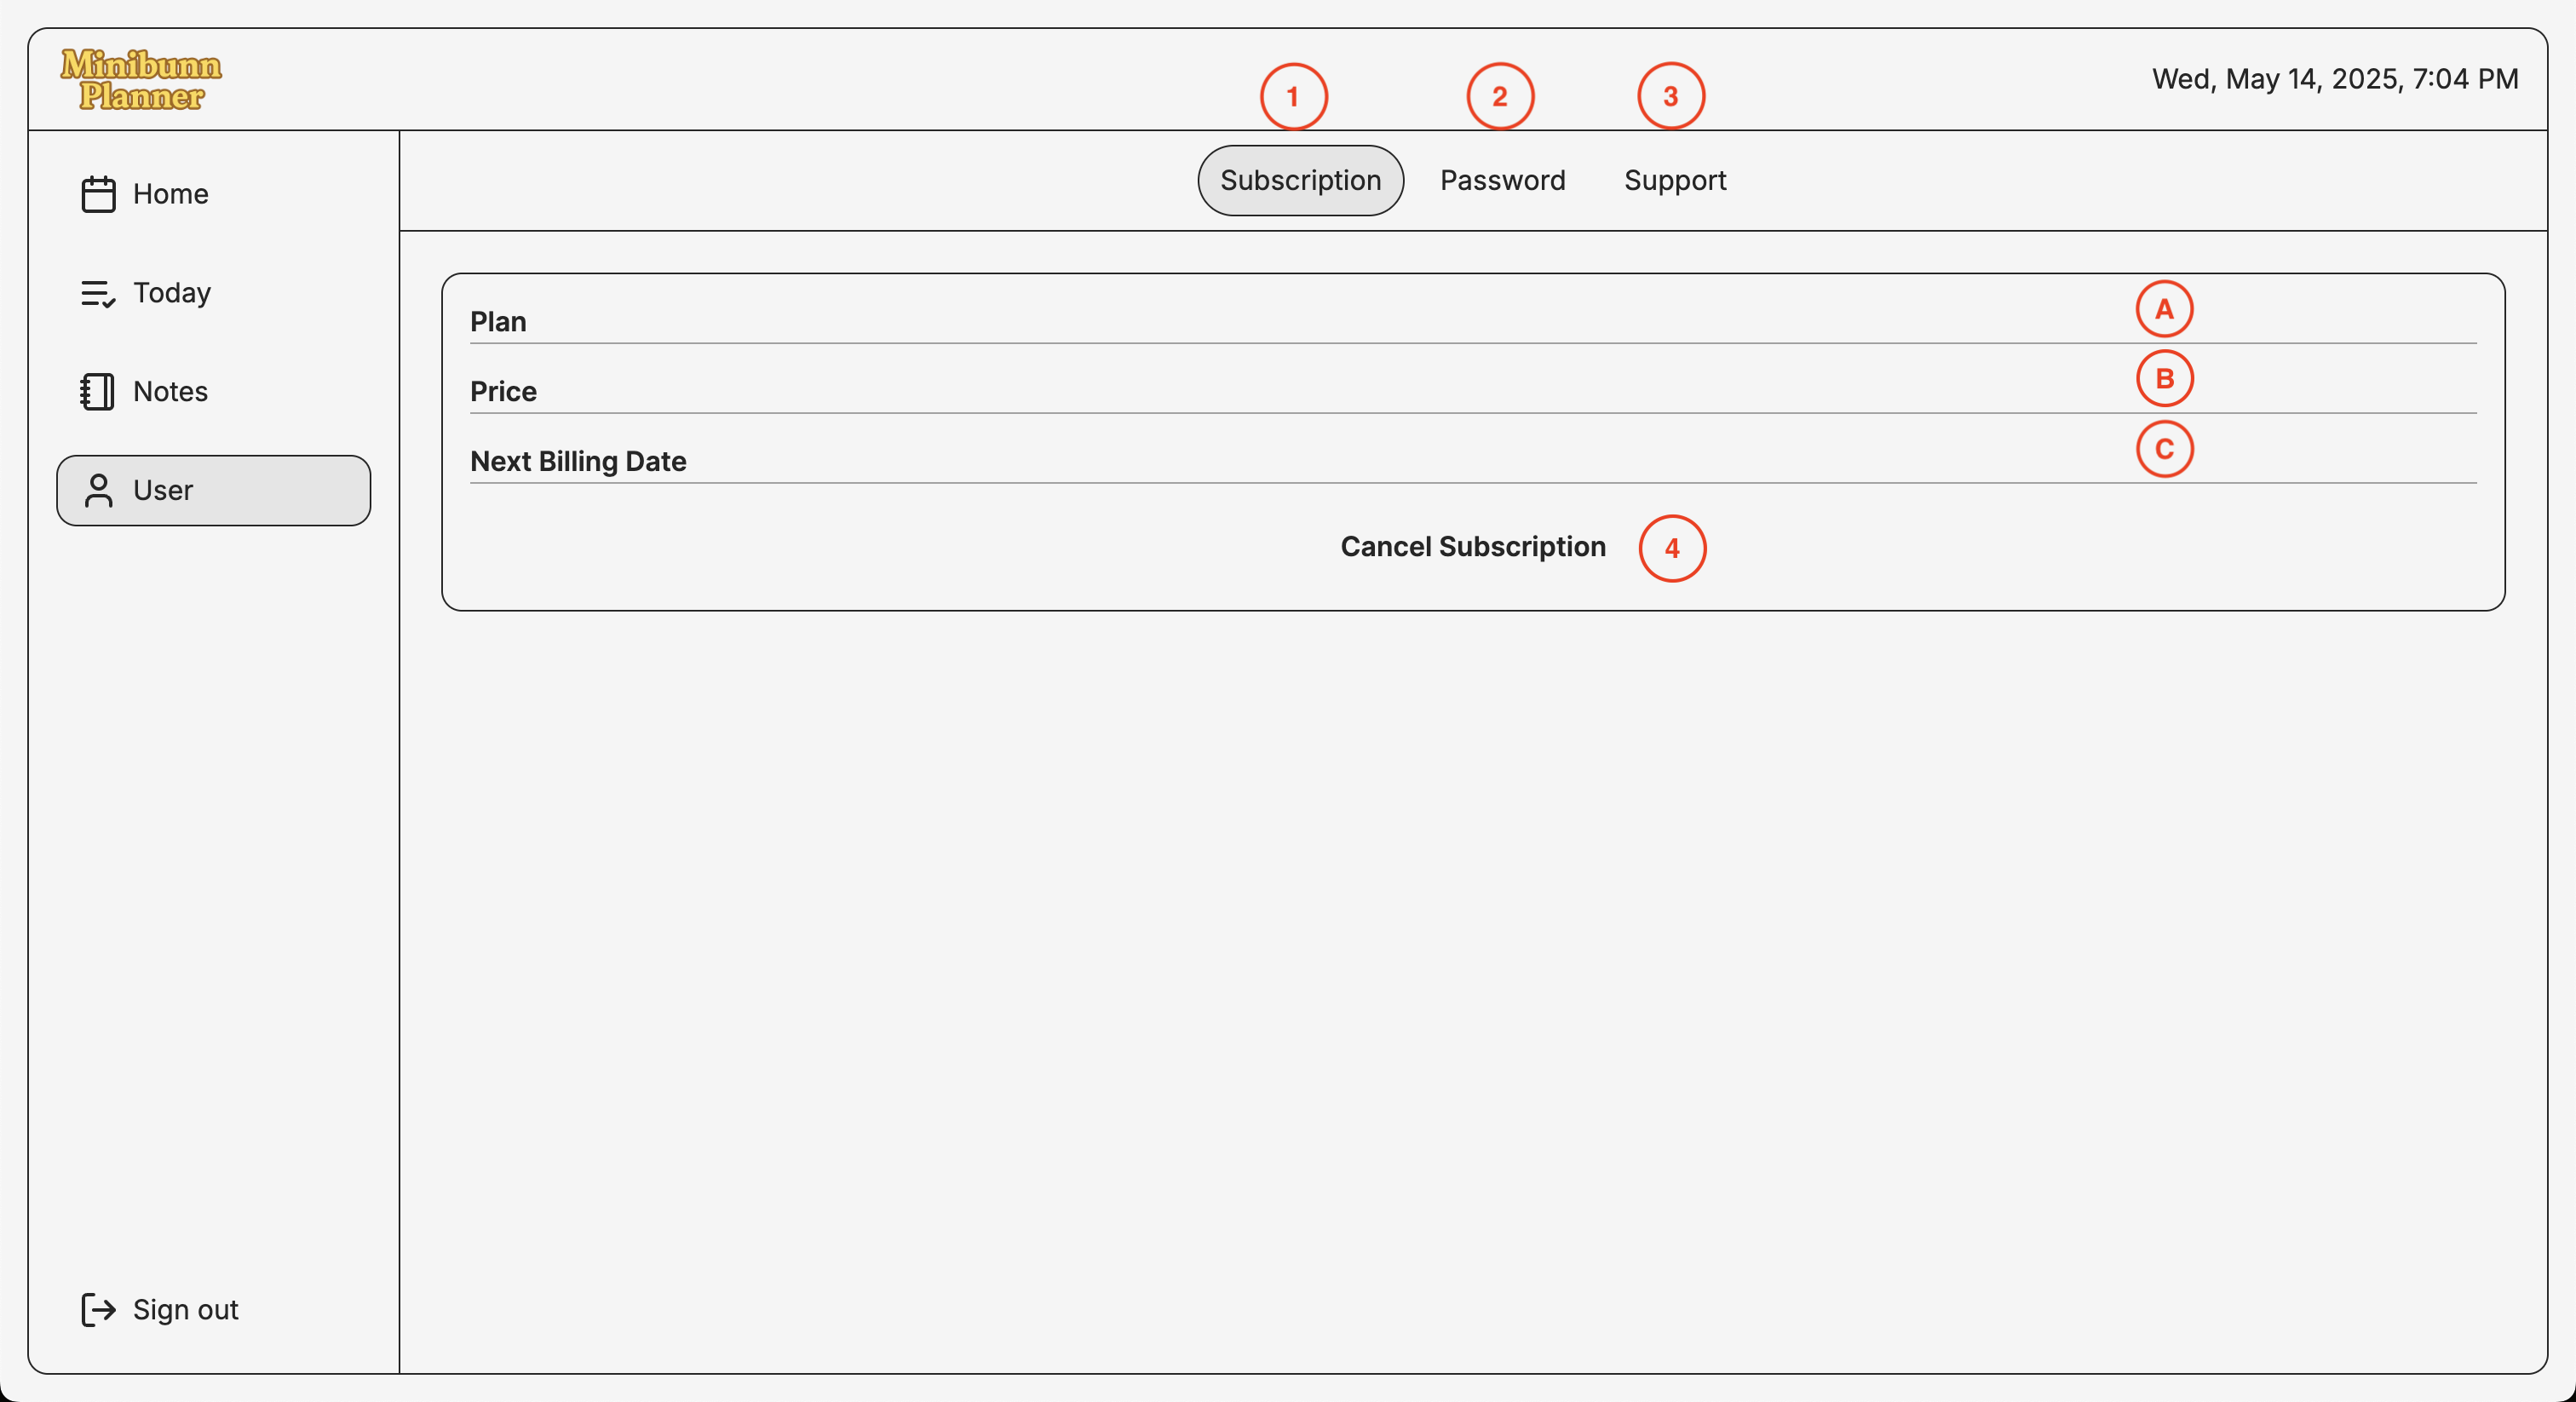 Minibunn
Planner
Wed, May 14, 2025, 7:04 PM
1 2 3
Subscription Password Support
Home
Today
Notes
User
Sign out
Plan A
Price B
Next Billing Date C
Cancel Subscription 4